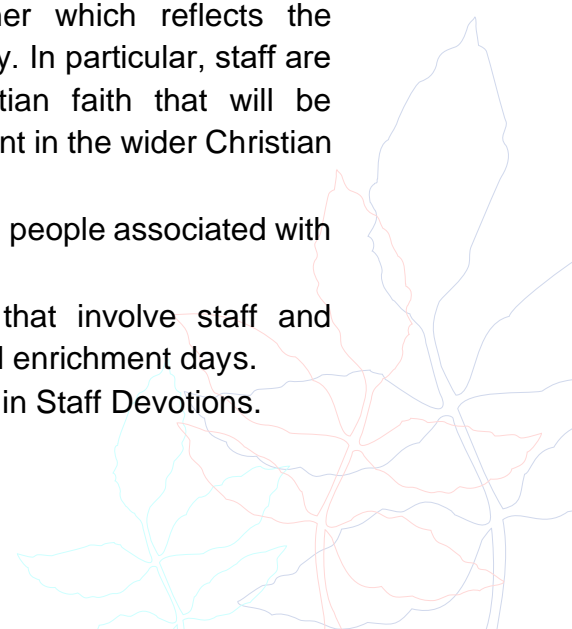 her which reflects the
y. In particular, staff are
tian faith that will be
nt in the wider Christian
people associated with
that involve staff and
l enrichment days.
in Staff Devotions.